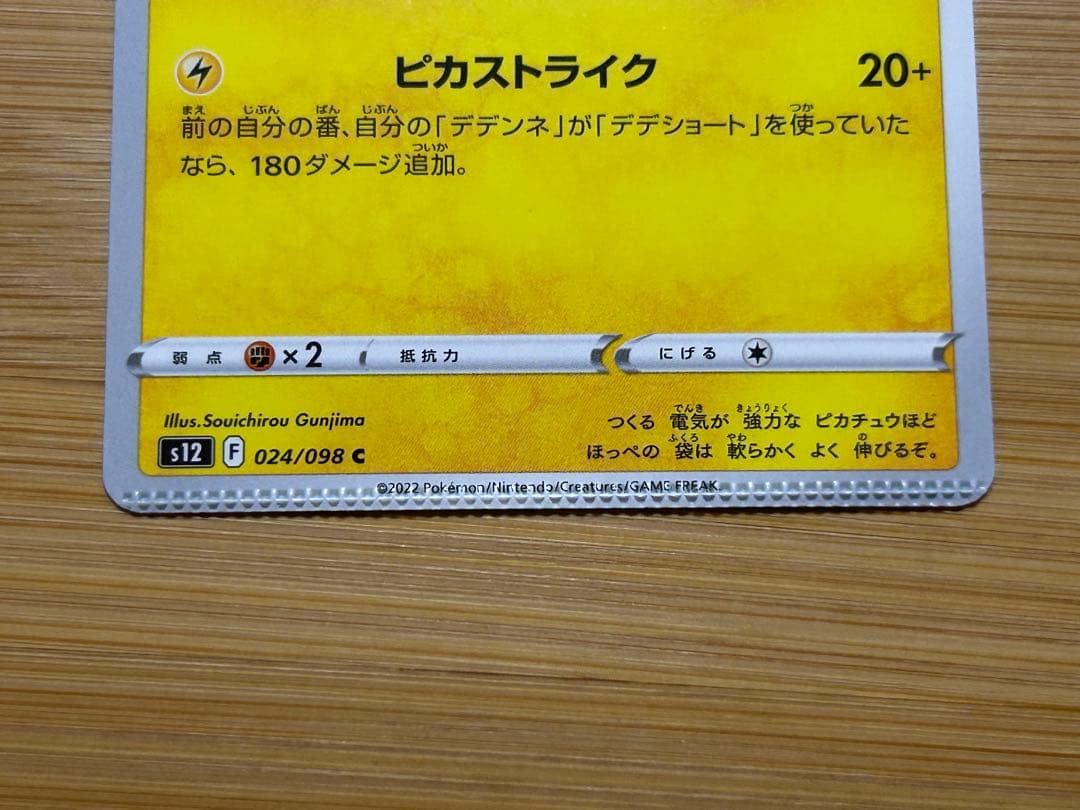 ピカストライク 20+
前の自分の番、自分の「デデンネ」が「デデショート」を使っていた
なら、180ダメージ追加。
弱点 ×2 抵抗力 にげる
Illus.Souichirou Gunjima
s12 F 024/098 C
つくる 電気が 強力な ピカチュウほど
ほっぺの 袋は 軟らかく よく 伸びるぞ。
©2022 Pokémon/Nintendo/Creatures/GAME FREAK.